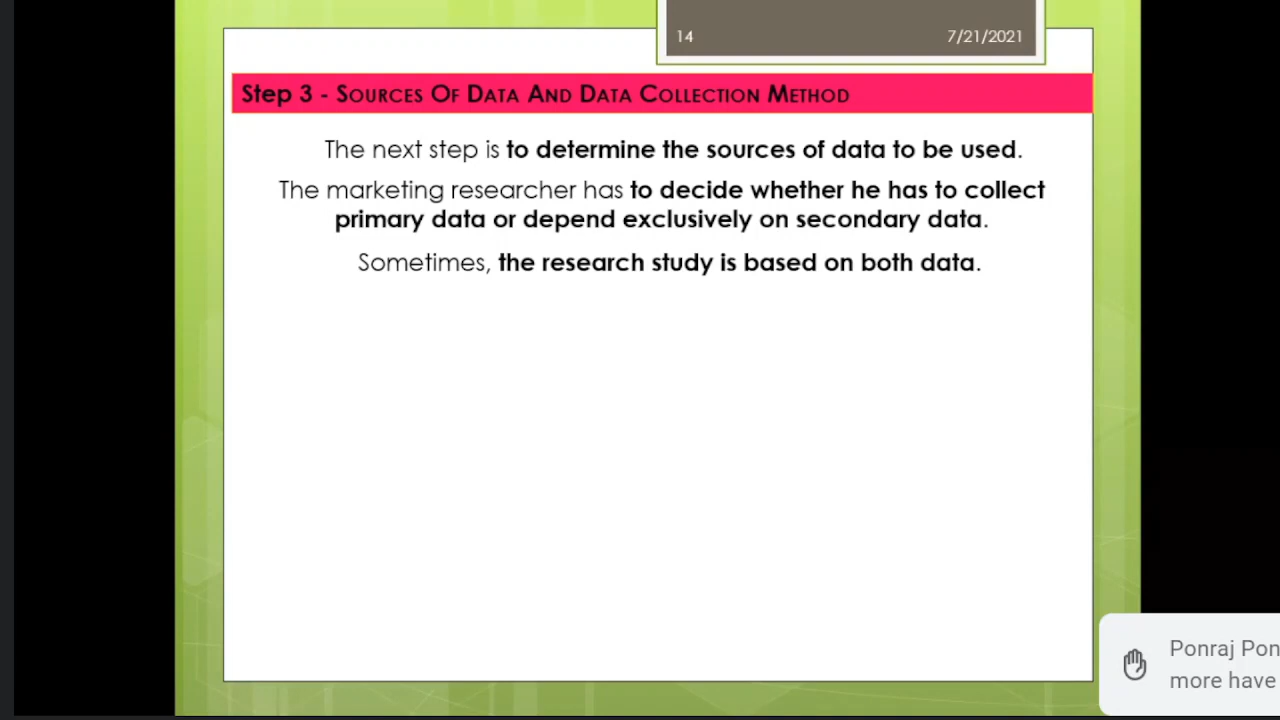 14 7/21/2021
Step 3 - Sources Of Data And Data Collection Method
The next step is to determine the sources of data to be used.
The marketing researcher has to decide whether he has to collect
primary data or depend exclusively on secondary data.
Sometimes, the research study is based on both data.
Ponraj Pon
more have